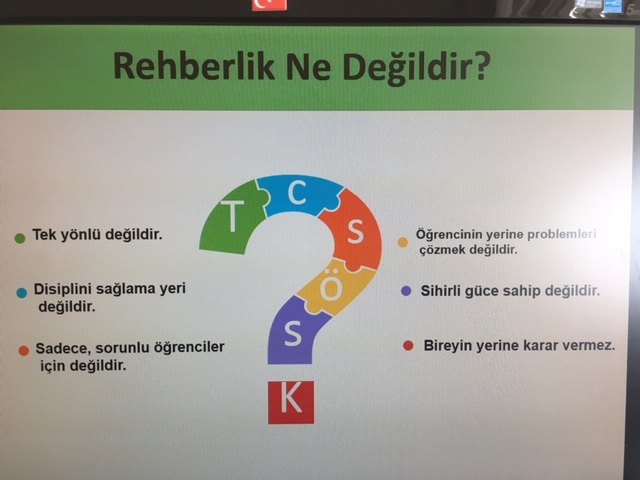 Rehberlik Ne Değildir?
T
C
S
Ö
S
K
Tek yönlü değildir.
Disiplini sağlama yeri
değildir.
Sadece, sorunlu öğrenciler
için değildir.
Öğrencinin yerine problemleri
çözmek değildir.
Sihirli güce sahip değildir.
Bireyin yerine karar vermez.